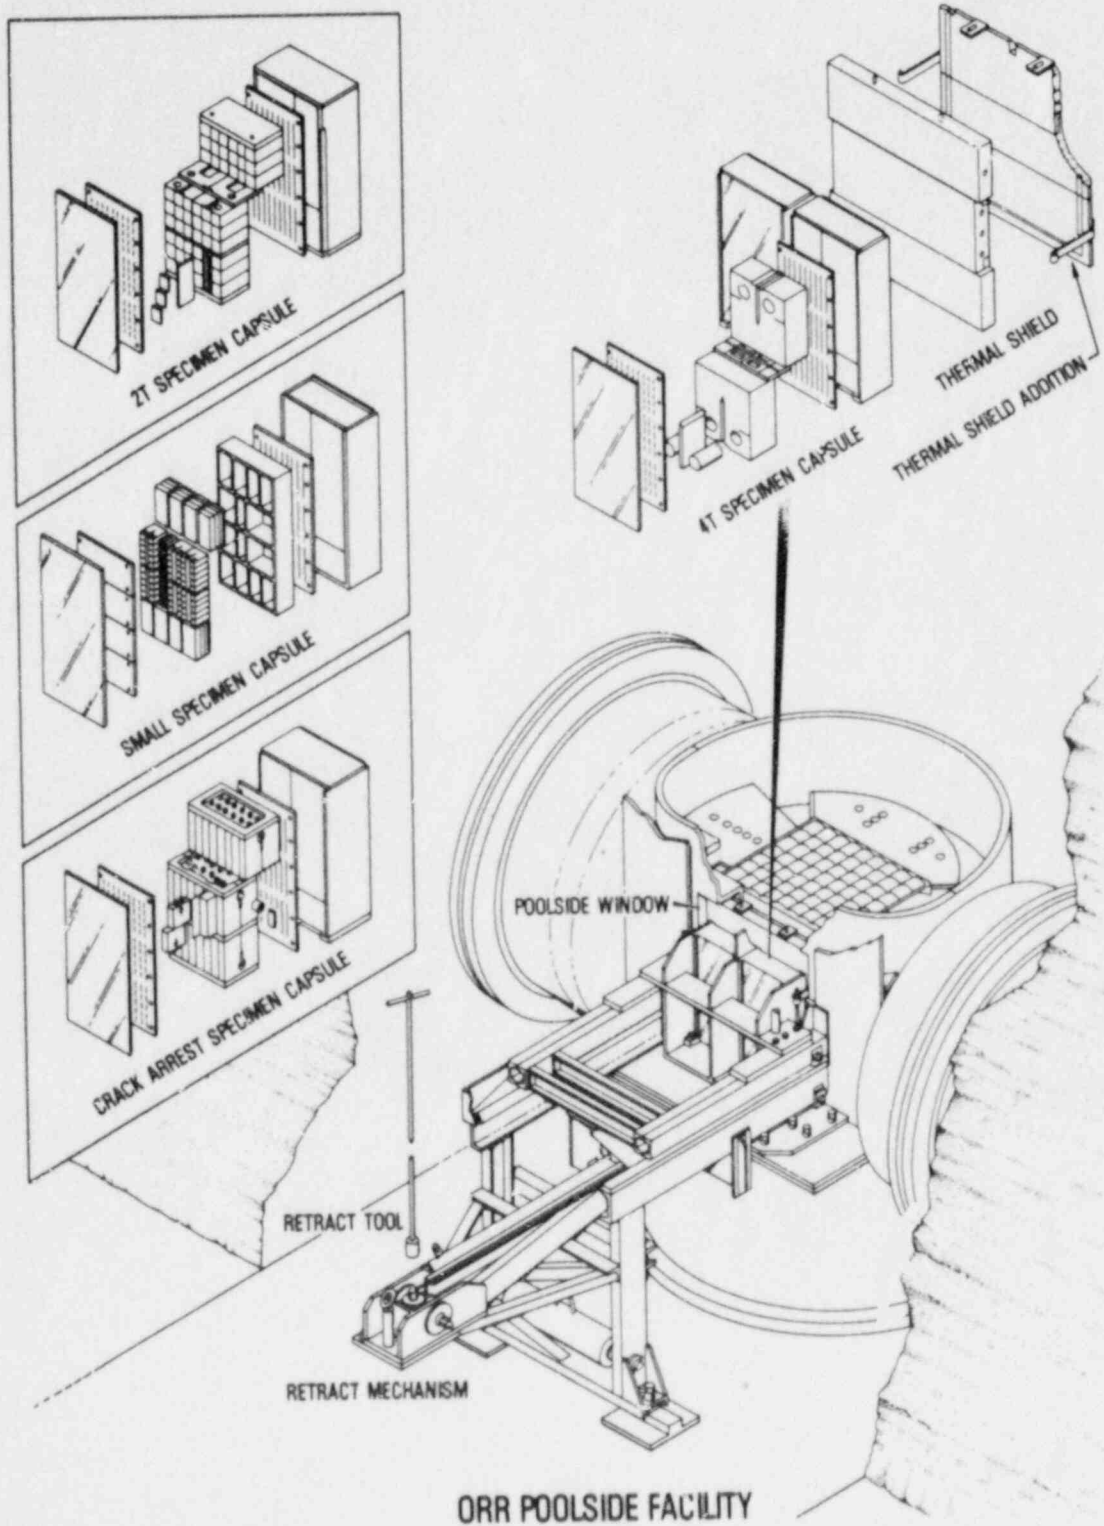 2T SPECIMEN CAPSULE
SMALL SPECIMEN CAPSULE
CRACK ARREST SPECIMEN CAPSULE
THERMAL SHIELD
THERMAL SHIELD ADDITION
4T SPECIMEN CAPSULE
POOLSIDE WINDOW
RETRACT TOOL
RETRACT MECHANISM
ORR POOLSIDE FACILITY